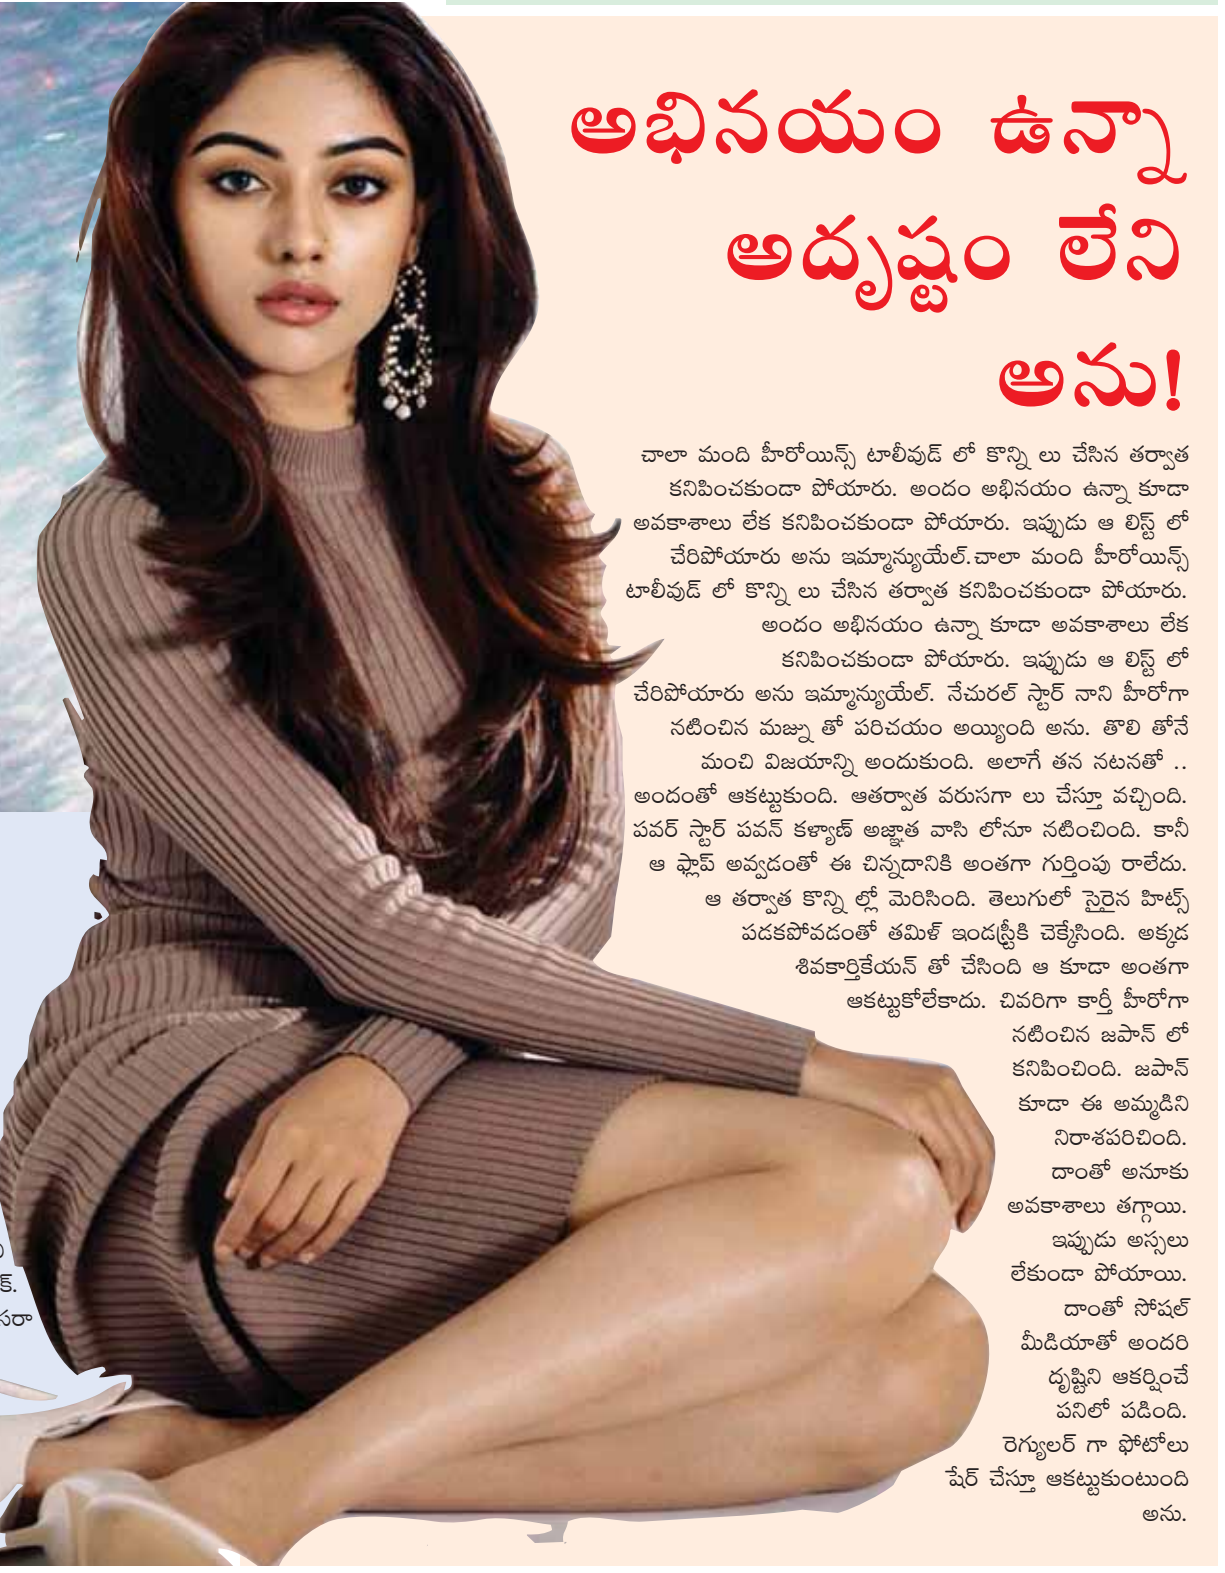 అభినయం ఉన్నా
అదృష్టం లేని
అను!
చాలా మంది హీరోయిన్స్ టాలీవుడ్ లో కొన్ని లు చేసిన తర్వాత
కనిపించకుండా పోయారు. అందం అభినయం ఉన్నా కూడా
అవకాశాలు లేక కనిపించకుండా పోయారు. ఇప్పుడు ఆ లిస్ట్ లో
చేరిపోయారు అను ఇమ్మాన్యుయేల్.చాలా మంది హీరోయిన్స్
టాలీవుడ్ లో కొన్ని లు చేసిన తర్వాత కనిపించకుండా పోయారు.
అందం అభినయం ఉన్నా కూడా అవకాశాలు లేక
కనిపించకుండా పోయారు. ఇప్పుడు ఆ లిస్ట్ లో
చేరిపోయారు అను ఇమ్మాన్యుయేల్. నేచురల్ స్టార్ నాని హీరోగా
నటించిన మజ్ను తో పరిచయం అయ్యింది అను. తొలి తోనే
మంచి విజయాన్ని అందుకుంది. అలాగే తన నటనతో ..
అందంతో ఆకట్టుకుంది. ఆతర్వాత వరుసగా లు చేస్తూ వచ్చింది.
పవర్ స్టార్ పవన్ కళ్యాణ్ అజ్ఞాత వాసి లోనూ నటించింది. కానీ
ఆ ఫ్లాప్ అవ్వడంతో ఈ చిన్నదానికి అంతగా గుర్తింపు రాలేదు.
ఆ తర్వాత కొన్ని ల్లో మెరిసింది. తెలుగులో సైరైన హిట్స్
పడకపోవడంతో తమిళ్ ఇండస్ట్రీకి చెక్కేసింది. అక్కడ
శివకార్తికేయన్ తో చేసింది ఆ కూడా అంతగా
ఆకట్టుకోలేకాదు. చివరిగా కార్తీ హీరోగా
నటించిన జపాన్ లో
కనిపించింది. జపాన్
కూడా ఈ అమ్మడిని
నిరాశపరిచింది.
దాంతో అనూకు
అవకాశాలు తగ్గాయి.
ఇప్పుడు అస్సలు
లేకుండా పోయాయి.
దాంతో సోషల్
మీడియాతో అందరి
దృష్టిని ఆకర్షించే
పనిలో పడింది.
రెగ్యులర్ గా ఫోటోలు
షేర్ చేస్తూ ఆకట్టుకుంటుంది
అను.